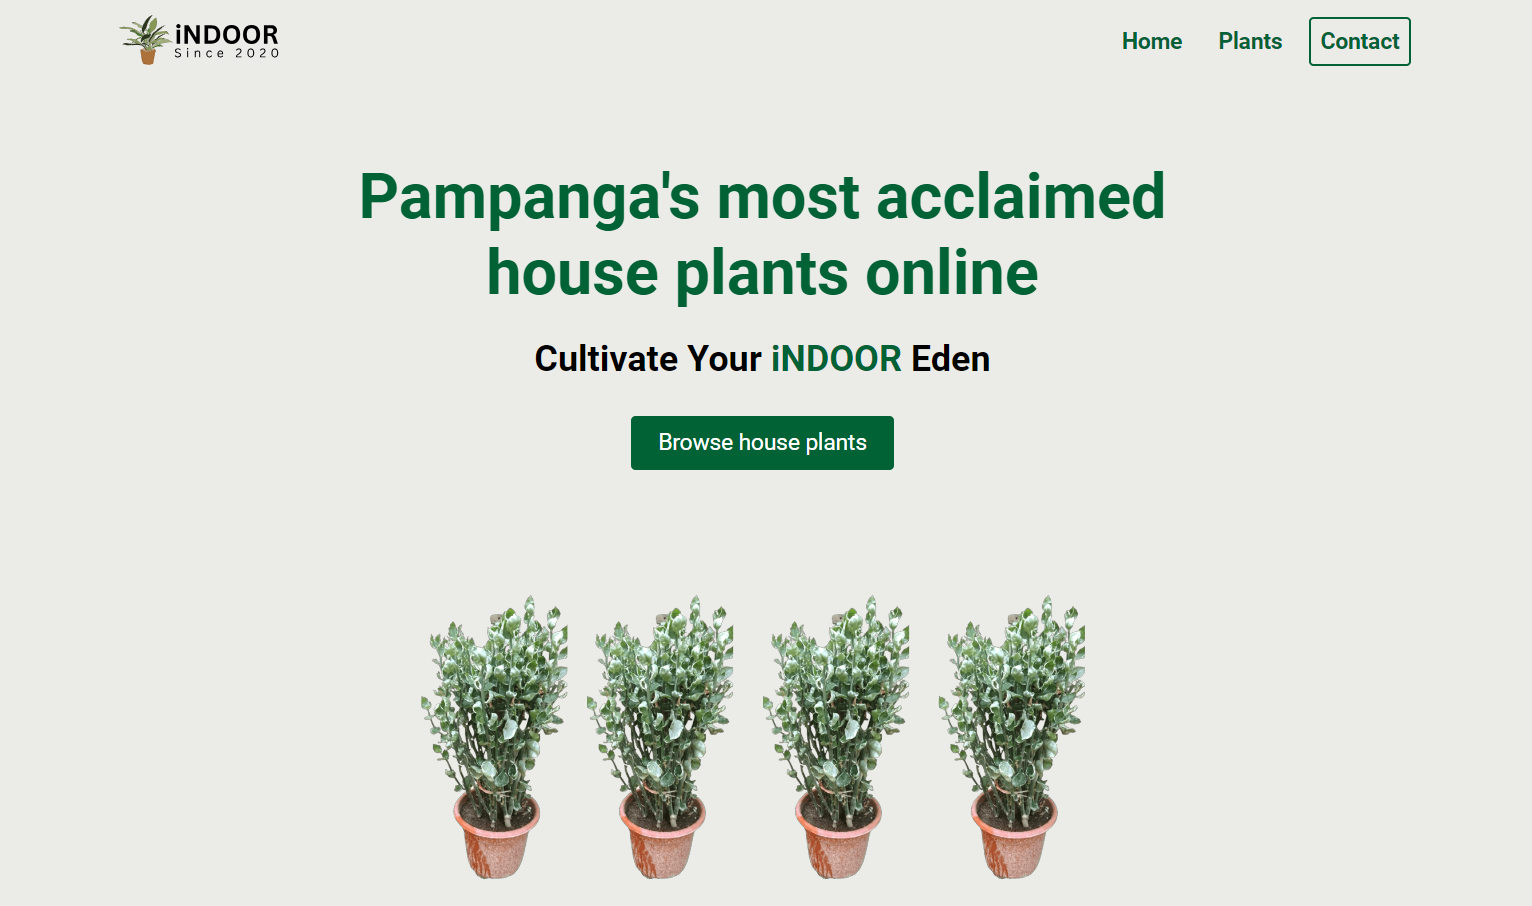 iNDOOR
Since 2020
Home Plants Contact
Pampanga's most acclaimed
house plants online
Cultivate Your iNDOOR Eden
Browse house plants